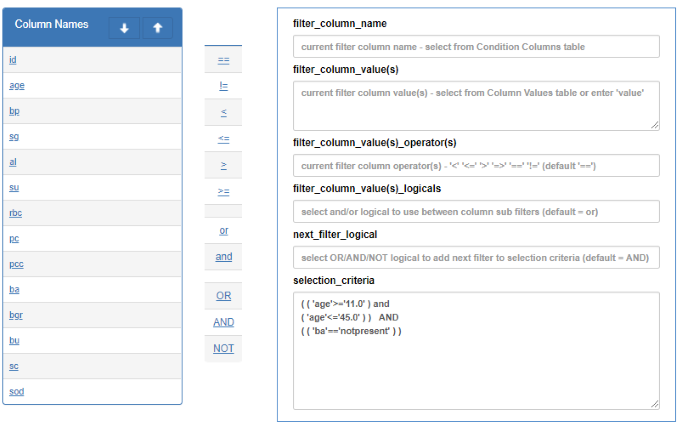 Column Names
id
age
bp
sg
al
su
rbc
pc
pcc
ba
bgr
bu
sc
sod
==
!=
<
<=
>
>=
or
and
OR
AND
NOT
filter_column_name
current filter column name - select from Condition Columns table
filter_column_value(s)
current filter column value(s) - select from Column Values table or enter 'value'
filter_column_value(s)_operator(s)
current filter column operator(s) - '<' '<=' '>' '=>' '==' '!=' (default '==')
filter_column_value(s)_logicals
select and/or logical to use between column sub filters (default = or)
next_filter_logical
select OR/AND/NOT logical to add next filter to selection criteria (default = AND)
selection_criteria
( ( 'age'>='11.0' ) and
( 'age'<='45.0' ) ) AND
( ( 'ba'=='notpresent' ) )